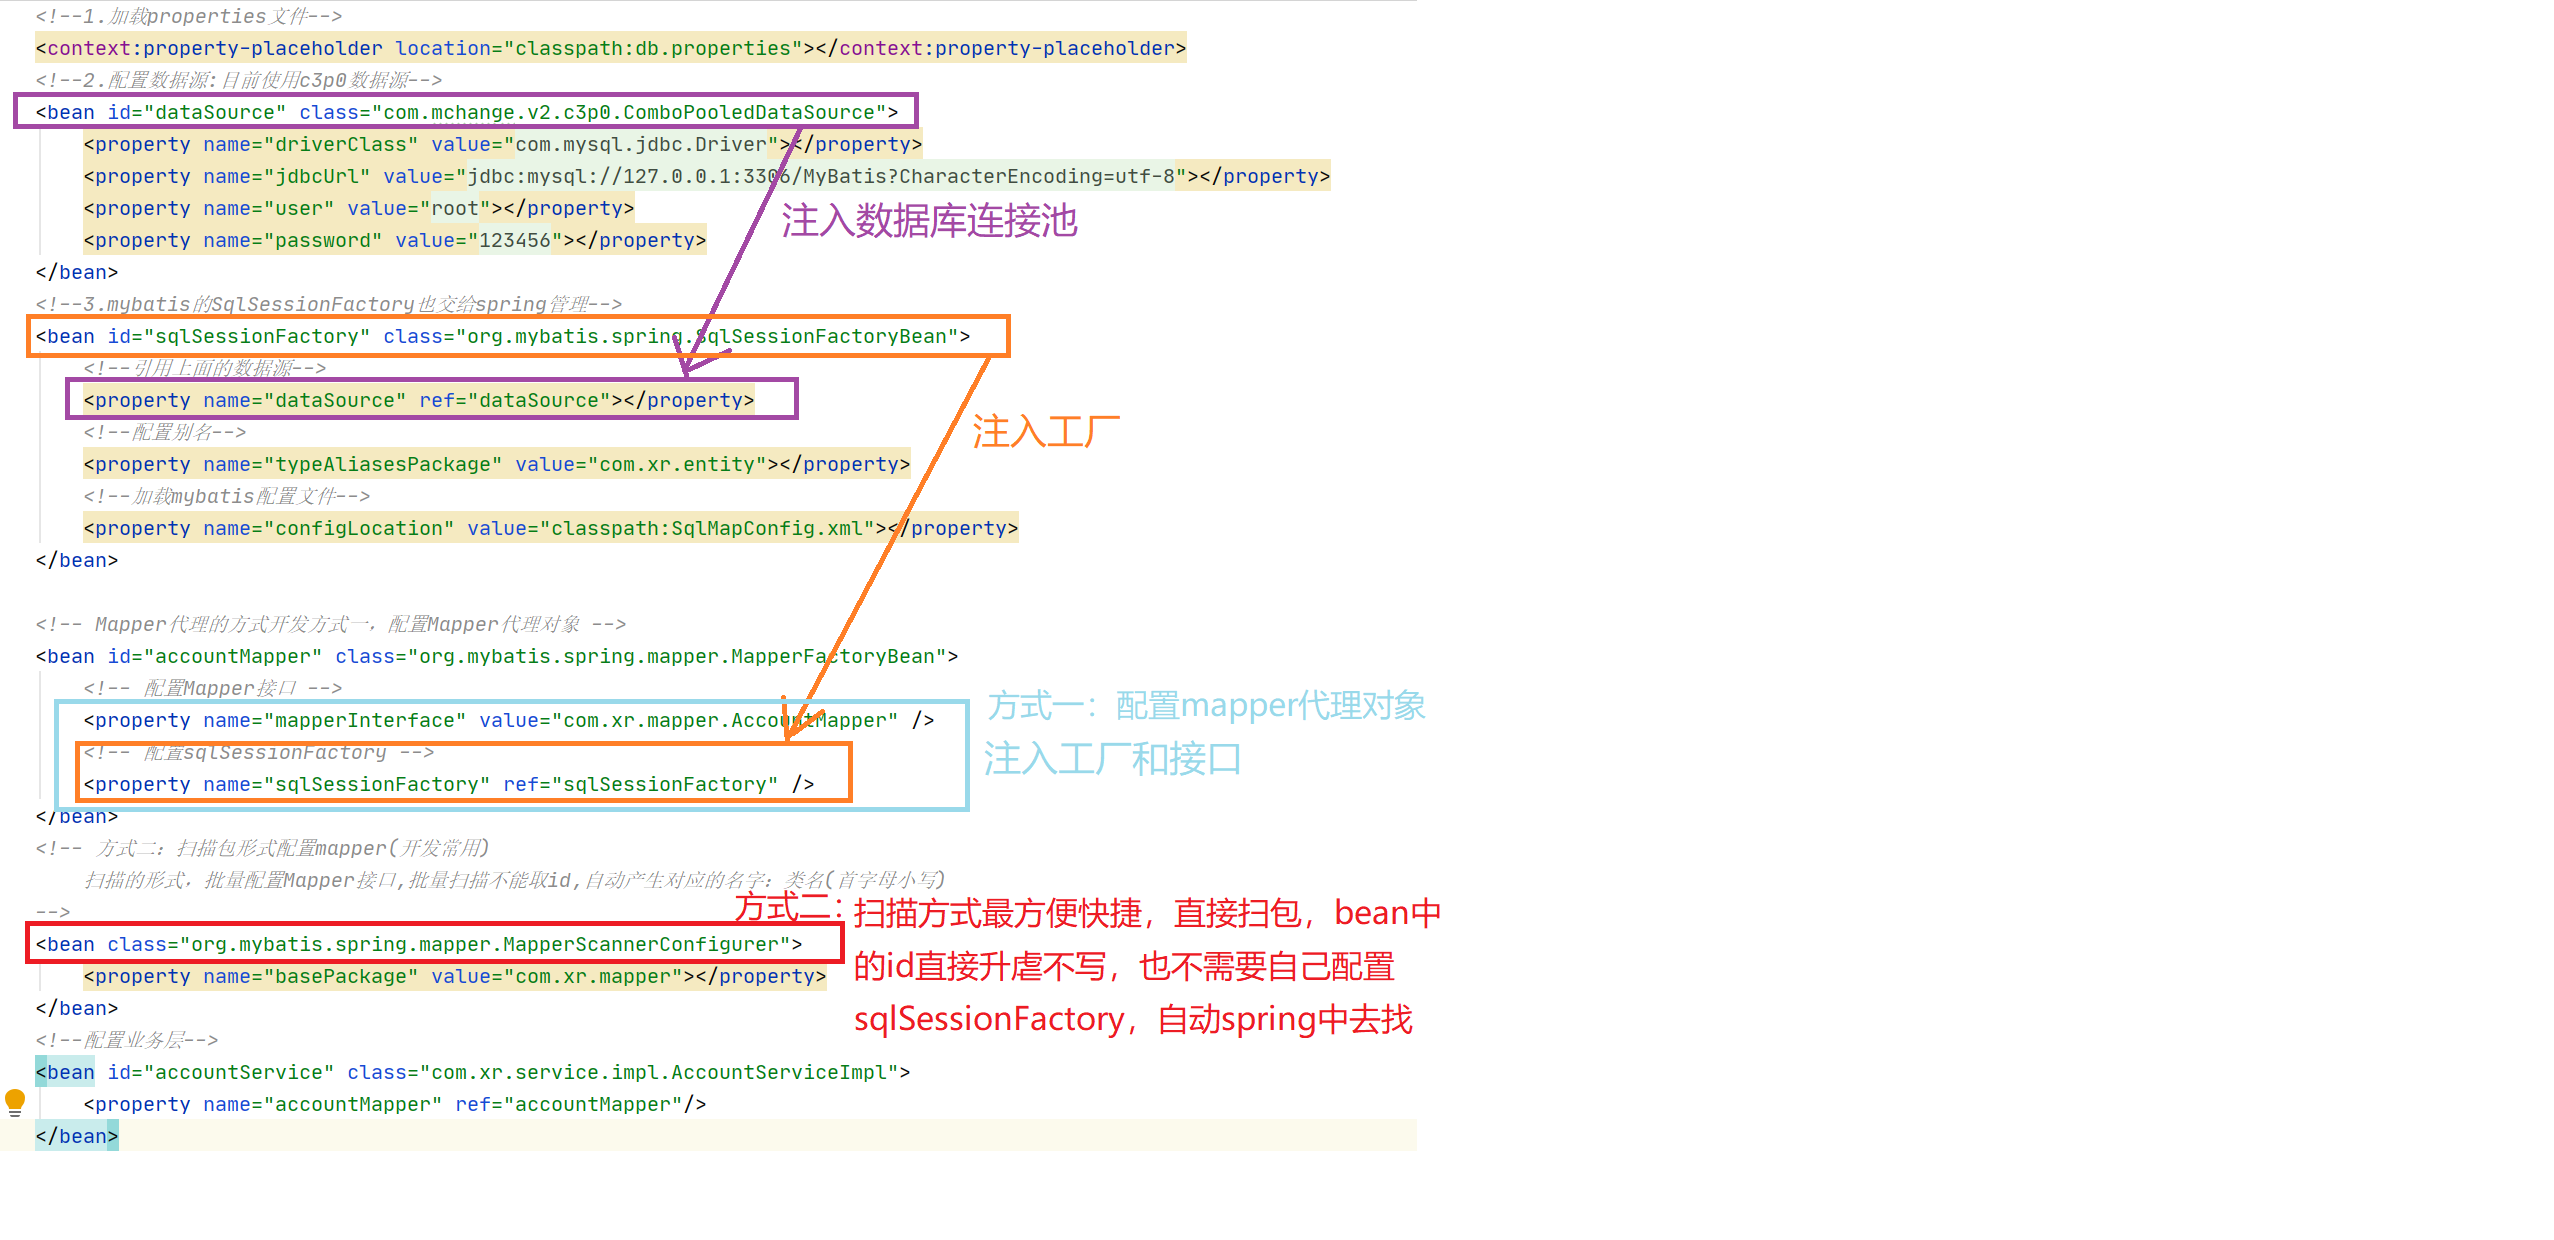 <!--1.加载properties文件-->
<context:property-placeholder location="classpath:db.properties"></context:property-placeholder>
<!--2.配置数据源:目前使用c3p0数据源-->
<bean id="dataSource" class="com.mchange.v2.c3p0.ComboPooledDataSource">
<property name="driverClass" value="com.mysql.jdbc.Driver"></property>
<property name="jdbcUrl" value="jdbc:mysql://127.0.0.1:3306/MyBatis?CharacterEncoding=utf-8"></property>
<property name="user" value="root"></property>
注入数据库连接池
<property name="password" value="123456"></property>
</bean>
<!--3.mybatis的SqlSessionFactory也交给spring管理-->
<bean id="sqlSessionFactory" class="org.mybatis.spring.SqlSessionFactoryBean">
<!--引用上面的数据源-->
<property name="dataSource" ref="dataSource"></property>
<!--配置别名-->
注入工厂
<property name="typeAliasesPackage" value="com.xr.entity"></property>
<!--加载mybatis配置文件-->
<property name="configLocation" value="classpath:SqlMapConfig.xml"></property>
</bean>
<!-- Mapper代理的方式开发方式一，配置Mapper代理对象 -->
<bean id="accountMapper" class="org.mybatis.spring.mapper.MapperFactoryBean">
<!-- 配置Mapper接口 -->
<property name="mapperInterface" value="com.xr.mapper.AccountMapper" />
方式一：配置mapper代理对象
<!-- 配置sqlSessionFactory -->
注入工厂和接口
<property name="sqlSessionFactory" ref="sqlSessionFactory" />
</bean>
<!-- 方式二：扫描包形式配置mapper(开发常用)
扫描的形式，批量配置Mapper接口,批量扫描不能取id,自动产生对应的名字：类名(首字母小写)
-->
方式二：
扫描方式最方便快捷，直接扫包，bean中
的id直接升虐不写，也不需要自己配置
sqlSessionFactory，自动spring中去找
<bean class="org.mybatis.spring.mapper.MapperScannerConfigurer">
<property name="basePackage" value="com.xr.mapper"></property>
</bean>
<!--配置业务层-->
<bean id="accountService" class="com.xr.service.impl.AccountServiceImpl">
<property name="accountMapper" ref="accountMapper"/>
</bean>